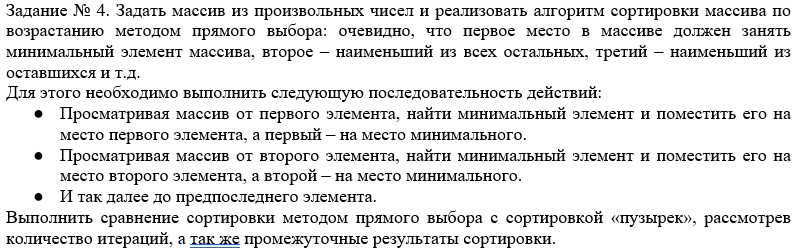 Задание № 4. Задать массив из произвольных чисел и реализовать алгоритм сортировки массива по
возрастанию методом прямого выбора: очевидно, что первое место в массиве должен занять
минимальный элемент массива, второе – наименьший из всех остальных, третий – наименьший из
оставшихся и т.д.
Для этого необходимо выполнить следующую последовательность действий:
● Просматривая массив от первого элемента, найти минимальный элемент и поместить его на
место первого элемента, а первый – на место минимального.
● Просматривая массив от второго элемента, найти минимальный элемент и поместить его на
место второго элемента, а второй – на место минимального.
● И так далее до предпоследнего элемента.
Выполнить сравнение сортировки методом прямого выбора с сортировкой «пузырек», рассмотрев
количество итераций, а так же промежуточные результаты сортировки.